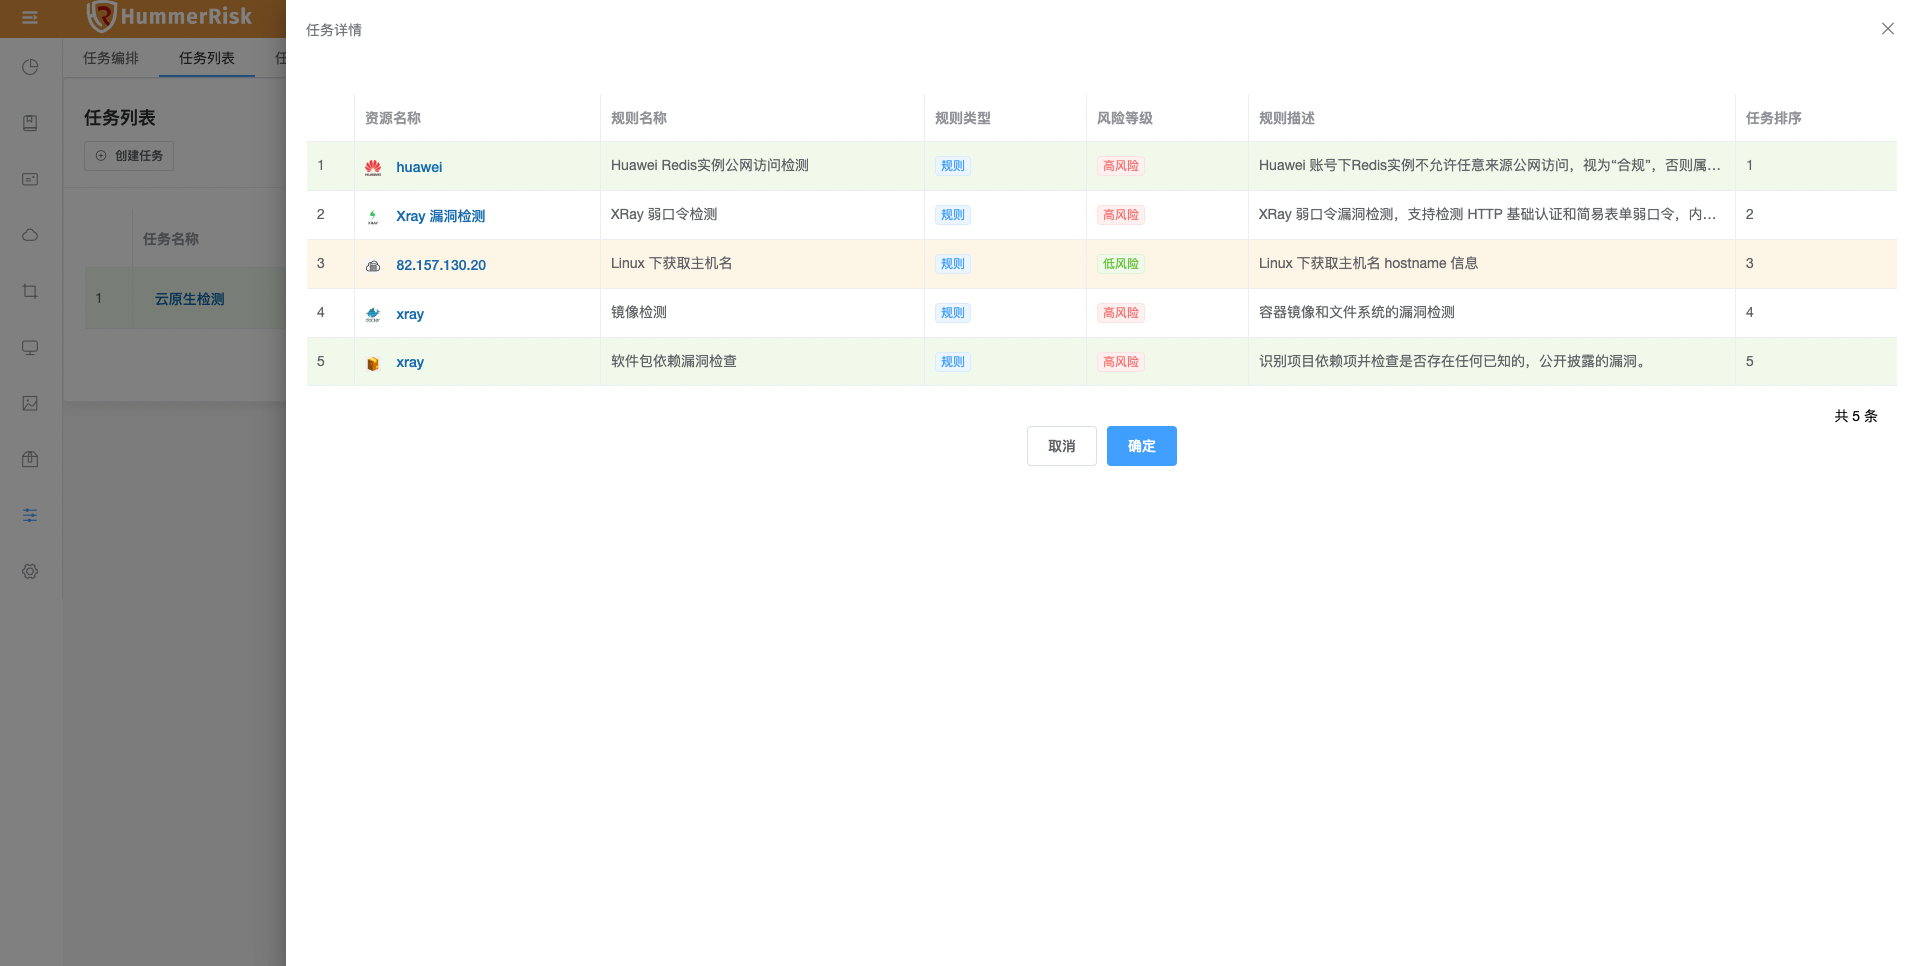 HummerRisk
任务编排 任务列表 任
任务列表
创建任务
任务名称
1 云原生检测
任务详情
资源名称 规则名称 规则类型 风险等级 规则描述 任务排序
1 HUAWEI huawei Huawei Redis实例公网访问检测 规则 高风险 Huawei 账号下Redis实例不允许任意来源公网访问，视为“合规”，否则属... 1
2 XRAY Xray 漏洞检测 XRay 弱口令检测 规则 高风险 XRay 弱口令漏洞检测，支持检测 HTTP 基础认证和简易表单弱口令，内... 2
3 82.157.130.20 Linux 下获取主机名 规则 低风险 Linux 下获取主机名 hostname 信息 3
4 docker xray 镜像检测 规则 高风险 容器镜像和文件系统的漏洞检测 4
5 xray 软件包依赖漏洞检查 规则 高风险 识别项目依赖项并检查是否存在任何已知的，公开披露的漏洞。 5
共 5 条
取消 确定